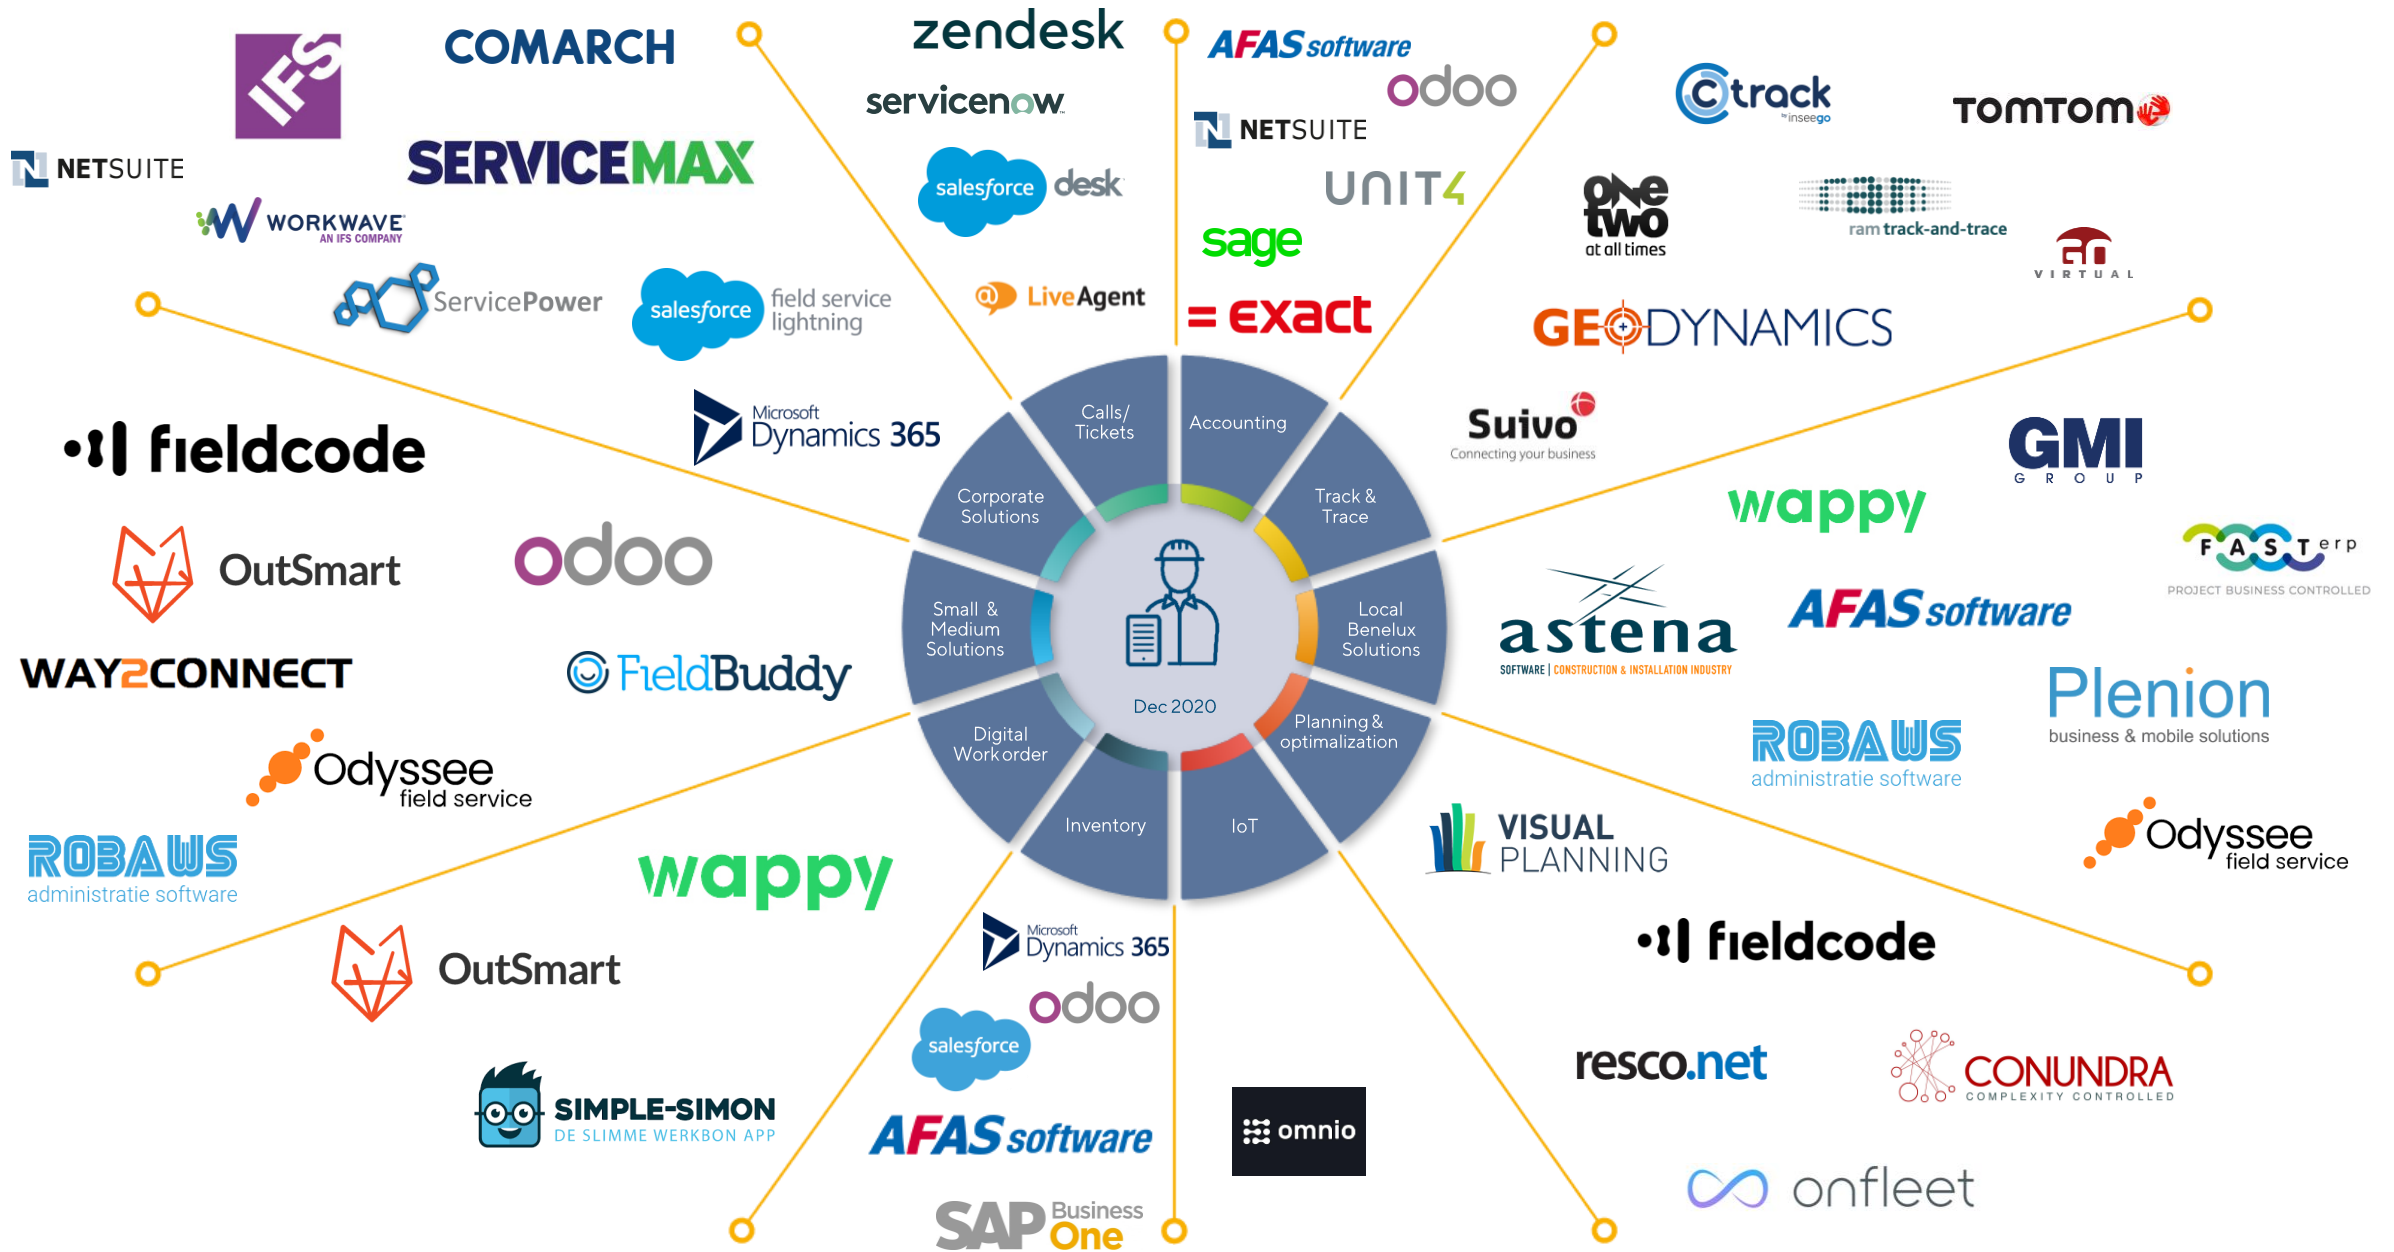 IFS
COMARCH
NETSUITE
SERVICEMAX
WORKWAVE
AN IFS COMPANY
ServicePower
salesforce
field service
lightning
Microsoft
Dynamics 365
zendesk
servicenow
salesforce
desk
@
LiveAgent
AFAS software
odoo
NETSUITE
UNIT4
sage
= exact
Ctrack
by inseego
TOMTOM
one
two
at all times
ram track-and-trace
GO
VIRTUAL
GEODYNAMICS
Suivo
Connecting your business
GMI
GROUP
wappy
FAST erp
PROJECT BUSINESS CONTROLLED
AFAS software
astena
SOFTWARE | CONSTRUCTION & INSTALLATION INDUSTRY
Plenion
business & mobile solutions
ROBAWS
administratie software
Odyssee
field service
VISUAL
PLANNING
fieldcode
resco.net
CONUNDRA
COMPLEXITY CONTROLLED
onfleet
omnio
Microsoft
Dynamics 365
odoo
salesforce
AFAS software
SAP Business
One
wappy
OutSmart
SIMPLE-SIMON
DE SLIMME WERKBON APP
fieldcode
OutSmart
odoo
WAY2CONNECT
FieldBuddy
Odyssee
field service
ROBAWS
administratie software
Calls/
Tickets
Accounting
Track &
Trace
Local
Benelux
Solutions
Planning &
optimalization
IoT
Inventory
Digital
Work order
Small &
Medium
Solutions
Corporate
Solutions
Dec 2020